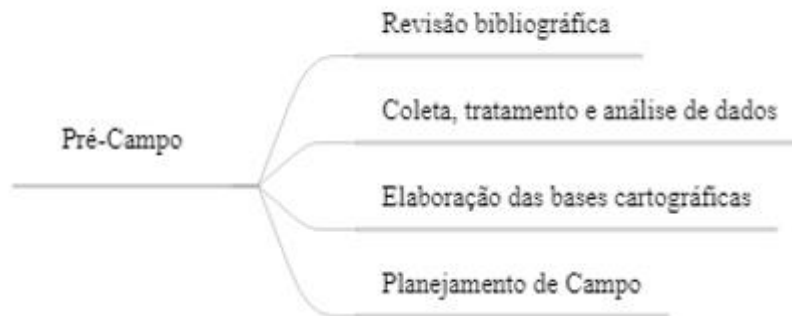 Revisão bibliográfica
Coleta, tratamento e análise de dados
Pré-Campo
Elaboração das bases cartográficas
Planejamento de Campo